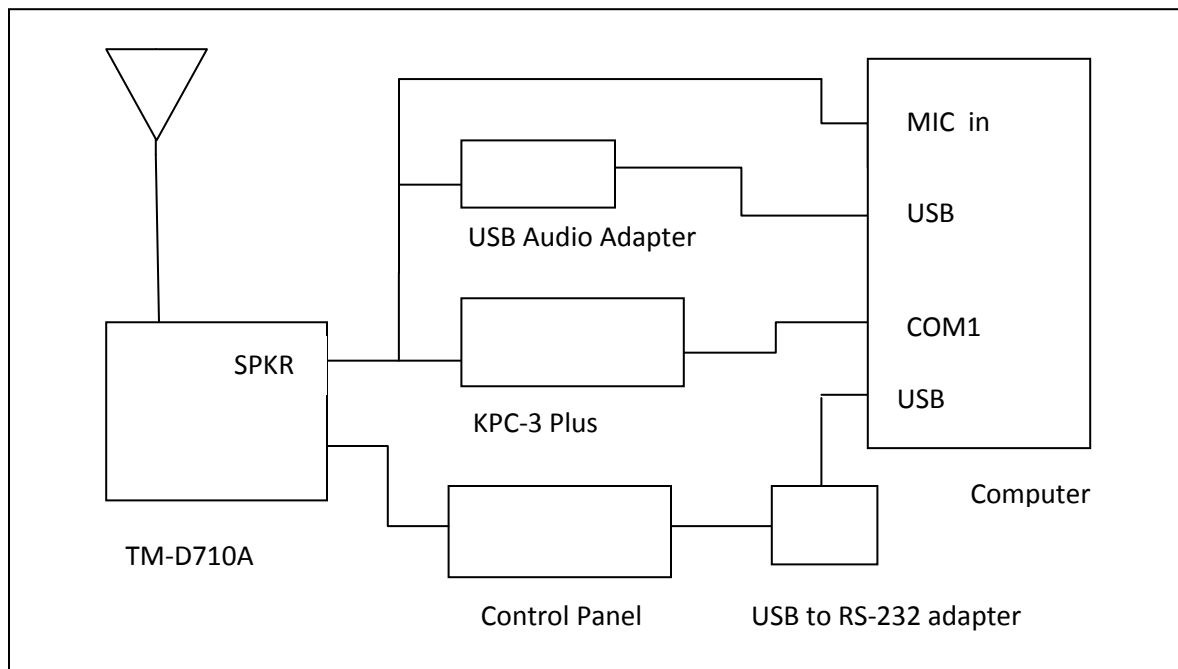 MIC in
USB
USB Audio Adapter
COM1
SPKR
USB
KPC-3 Plus
Computer
TM-D710A
Control Panel
USB to RS-232 adapter